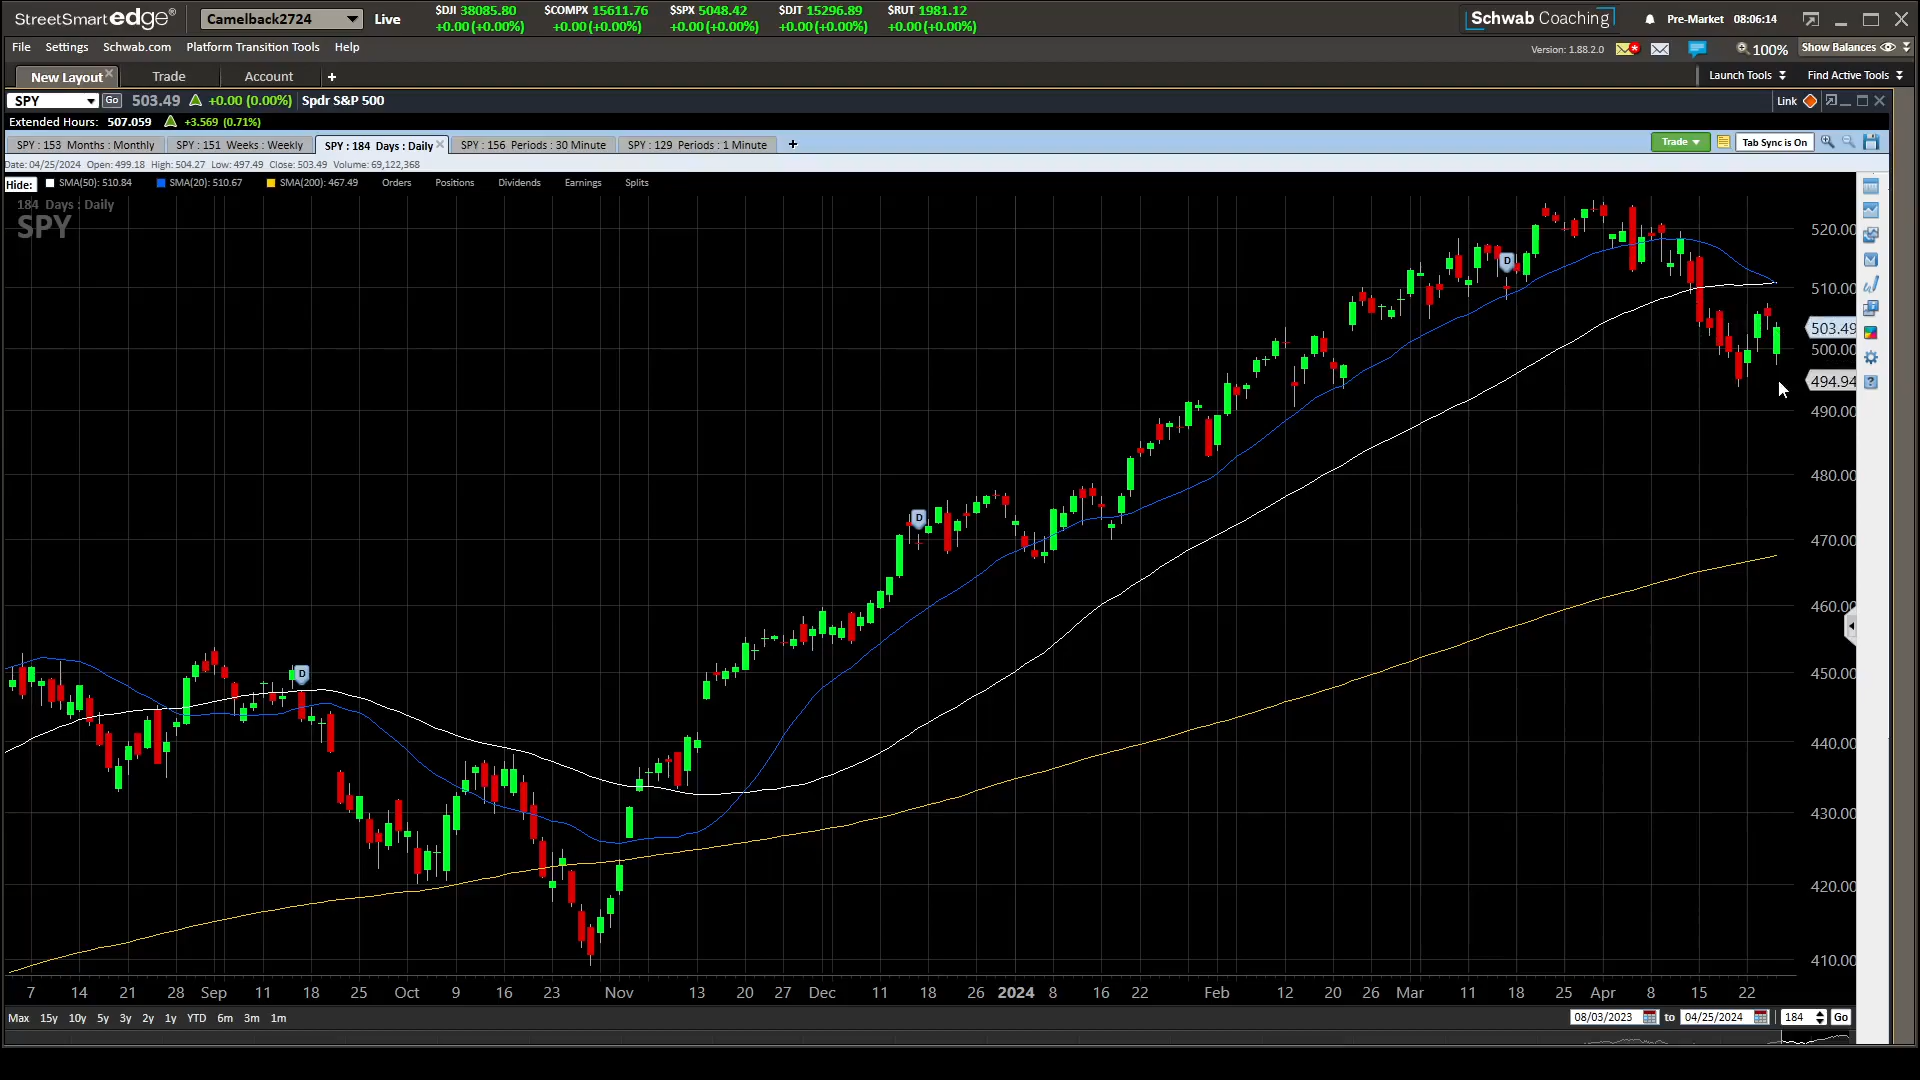 StreetSmart edge® Camelback2724 Live $DJI 38085.80 $COMPX 15611.76 $SPX 5048.42 $DJT 15296.89 $RUT 1981.12 Schwab Coaching Pre-Market 08:06:14
+0.00 (+0.00%) +0.00 (+0.00%) +0.00 (+0.00%) +0.00 (+0.00%) +0.00 (+0.00%)
File Settings Schwab.com Platform Transition Tools Help Version: 1.88.2.0 100% Show Balances
New Layout Trade Account + Launch Tools Find Active Tools
SPY Go 503.49 +0.00 (0.00%) Spdr S&P 500 Link
Extended Hours: 507.059 +3.569 (0.71%)
SPY : 153 Months : Monthly SPY : 151 Weeks : Weekly SPY : 184 Days : Daily SPY : 156 Periods : 30 Minute SPY : 129 Periods : 1 Minute + Trade Tab Sync is On
Date: 04/25/2024 Open: 499.18 High: 504.27 Low: 497.49 Close: 503.49 Volume: 69,122,368
Hide: SMA(50): 510.84 SMA(20): 510.67 SMA(200): 467.49 Orders Positions Dividends Earnings Splits
184 Days : Daily
SPY
520.00
D
510.00
503.49
500.00
494.94
490.00
480.00
D
470.00
460.00
450.00
D
440.00
430.00
420.00
410.00
7 14 21 28 Sep 11 18 25 Oct 9 16 23 Nov 13 20 27 Dec 11 18 26 2024 8 16 22 Feb 12 20 26 Mar 11 18 25 Apr 8 15 22
Max 15y 10y 5y 3y 2y 1y YTD 6m 3m 1m 08/03/2023 to 04/25/2024 184 Go